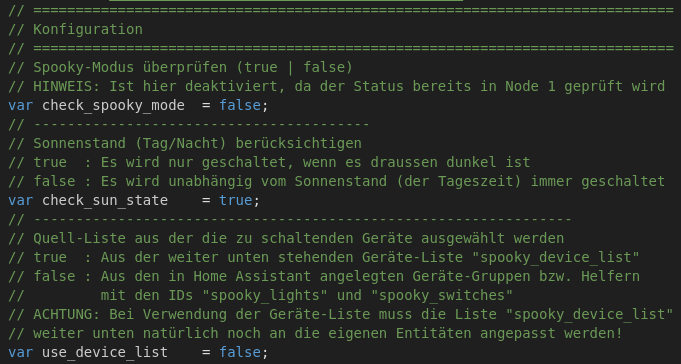 // ============================================================================
// Konfiguration
// ============================================================================
// Spooky-Modus überprüfen (true | false)
// HINWEIS: Ist hier deaktiviert, da der Status bereits in Node 1 geprüft wird
var check_spooky_mode  = false;
// ----------------------------------------
// Sonnenstand (Tag/Nacht) berücksichtigen
// true  : Es wird nur geschaltet, wenn es draussen dunkel ist
// false : Es wird unabhängig vom Sonnenstand (der Tageszeit) immer geschaltet
var check_sun_state    = true;
// ----------------------------------------------------------------
// Quell-Liste aus der die zu schaltenden Geräte ausgewählt werden
// true  : Aus der weiter unten stehenden Geräte-Liste "spooky_device_list"
// false : Aus den in Home Assistant angelegten Geräte-Gruppen bzw. Helfern
//         mit den IDs "spooky_lights" und "spooky_switches"
// ACHTUNG: Bei Verwendung der Geräte-Liste muss die Liste "spooky_device_list"
// weiter unten natürlich noch an die eigenen Entitäten angepasst werden!
var use_device_list    = false;